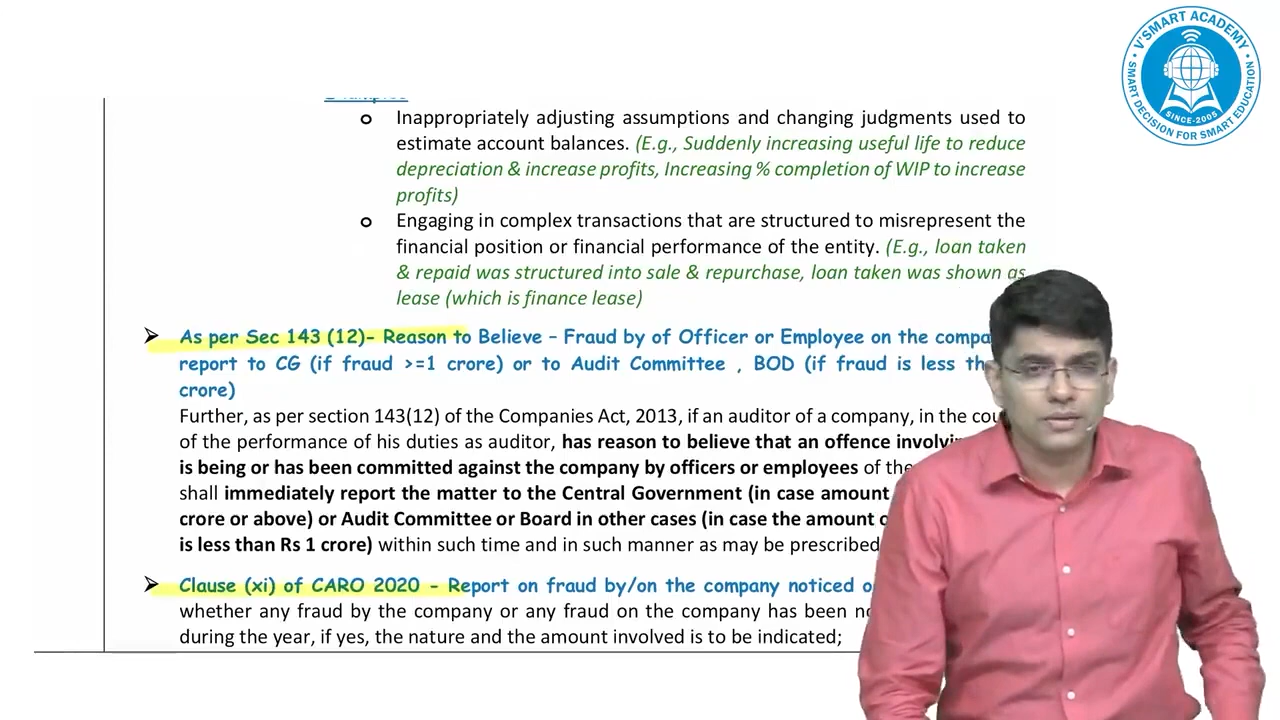 V'SMART ACADEMY
SMART DECISION FOR SMART EDUCATION
SINCE-2005
o Inappropriately adjusting assumptions and changing judgments used to
estimate account balances. (E.g., Suddenly increasing useful life to reduce
depreciation & increase profits, Increasing % completion of WIP to increase
profits)
o Engaging in complex transactions that are structured to misrepresent the
financial position or financial performance of the entity. (E.g., loan taken
& repaid was structured into sale & repurchase, loan taken was shown as
lease (which is finance lease)
➢ As per Sec 143 (12)- Reason to Believe – Fraud by of Officer or Employee on the compa
report to CG (if fraud >=1 crore) or to Audit Committee , BOD (if fraud is less th
crore)
Further, as per section 143(12) of the Companies Act, 2013, if an auditor of a company, in the cou
of the performance of his duties as auditor, has reason to believe that an offence involvin
is being or has been committed against the company by officers or employees of the
shall immediately report the matter to the Central Government (in case amount
crore or above) or Audit Committee or Board in other cases (in case the amount
is less than Rs 1 crore) within such time and in such manner as may be prescribed
➢ Clause (xi) of CARO 2020 - Report on fraud by/on the company noticed
whether any fraud by the company or any fraud on the company has been
during the year, if yes, the nature and the amount involved is to be indicated;